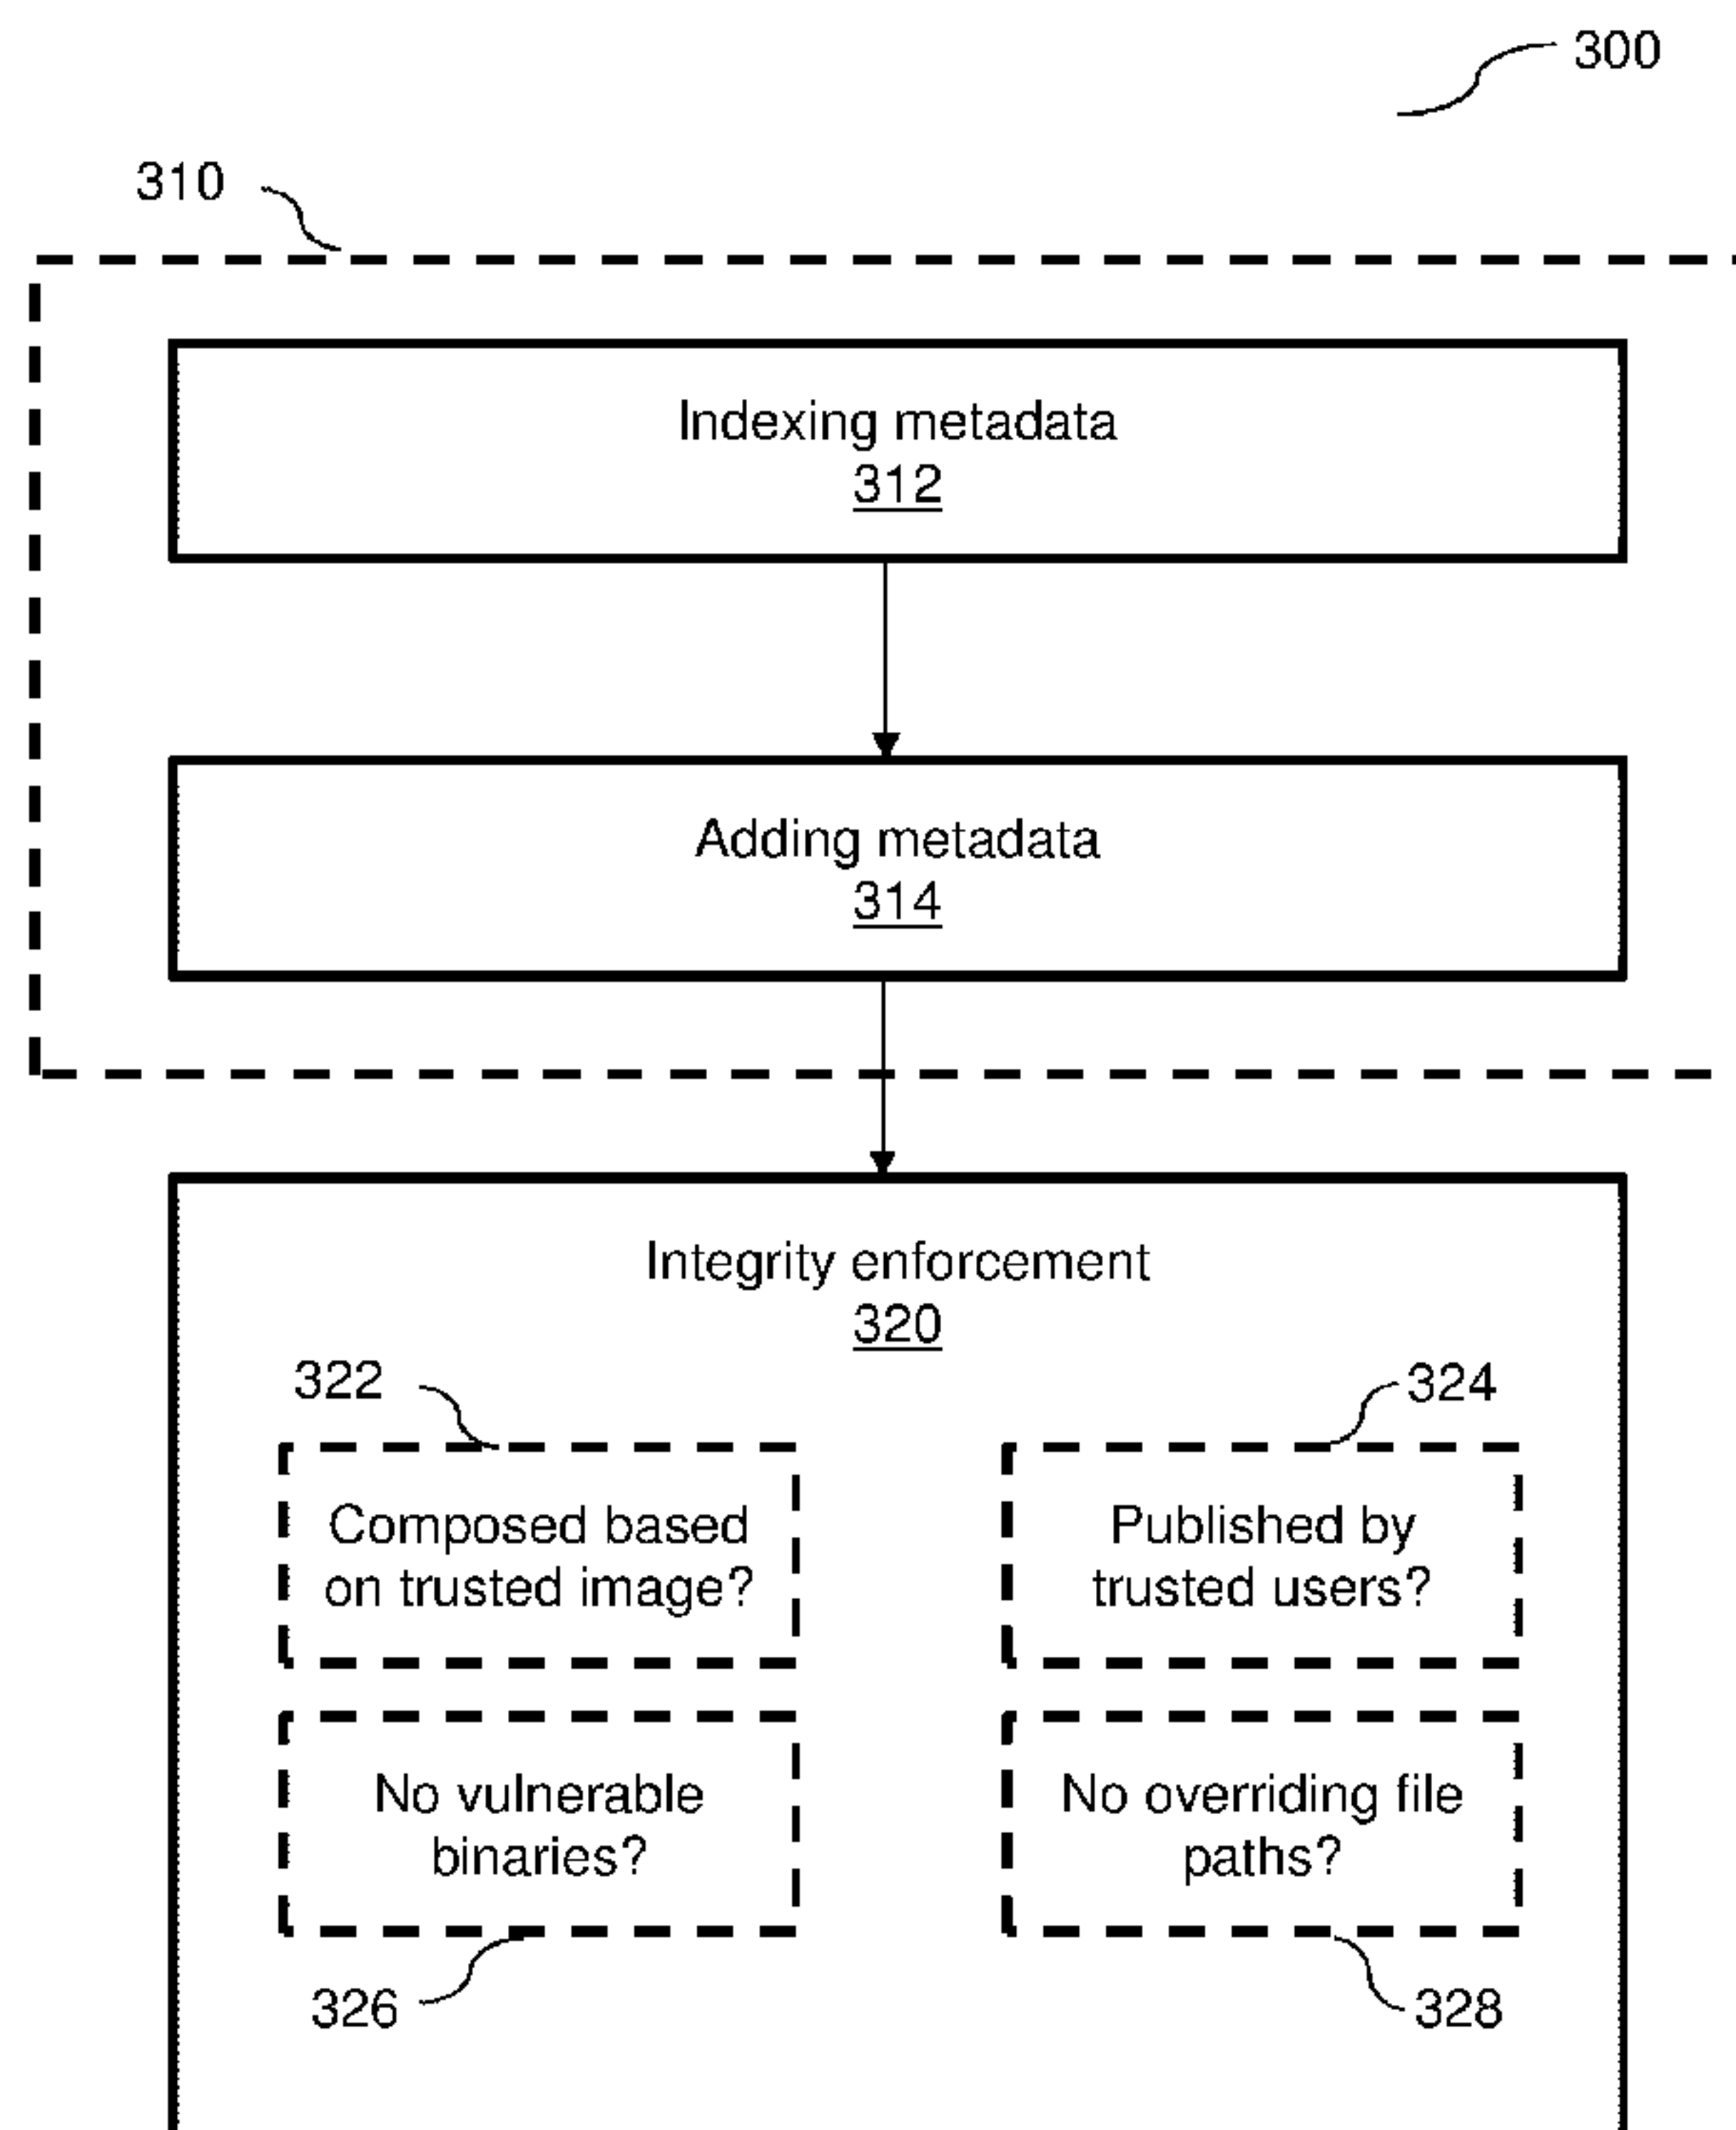 300
310
Indexing metadata
312
Adding metadata
314
Integrity enforcement
320
322
324
Composed based
on trusted image?
Published by
trusted users?
No vulnerable
binaries?
No overriding file
paths?
326
328